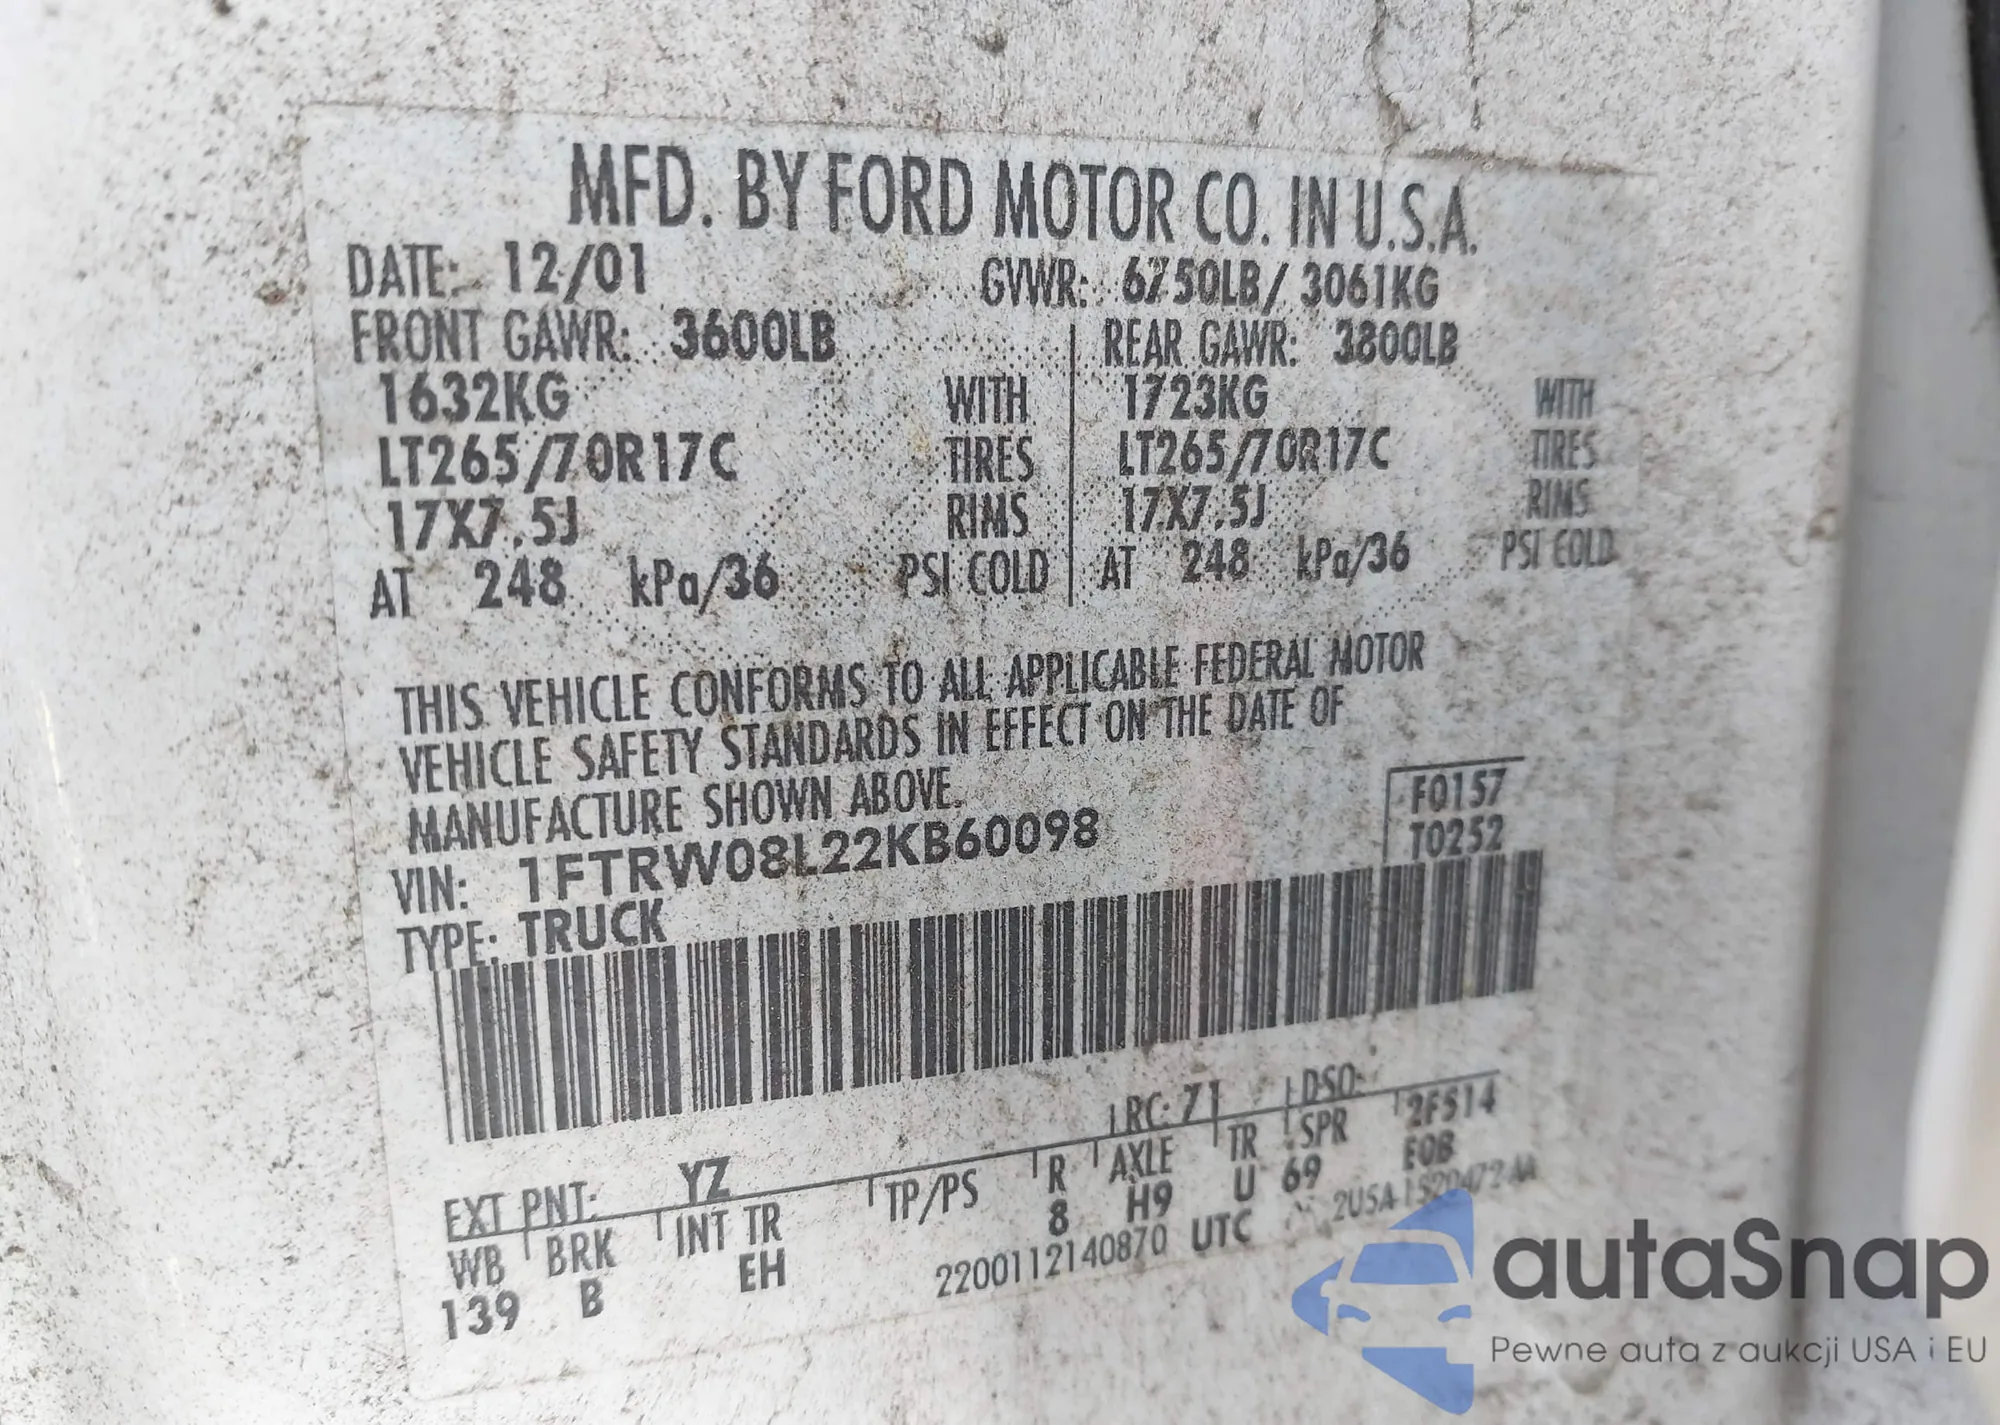 MFD. BY FORD MOTOR CO. IN U.S.A.
DATE: 12/01 GVWR: 6750LB/ 3061KG
FRONT GAWR: 3600LB REAR GAWR: 3800LB
1632KG WITH 1723KG WITH
LT265/70R17C TIRES LT265/70R17C TIRES
17X7.5J RIMS 17X7.5J RIMS
AT 248 kPa/36 PSI COLD AT 248 kPa/36 PSI COLD
THIS VEHICLE CONFORMS TO ALL APPLICABLE FEDERAL MOTOR
VEHICLE SAFETY STANDARDS IN EFFECT ON THE DATE OF
MANUFACTURE SHOWN ABOVE.
F0157
T0252
VIN: 1FTRW08L22KB60098
TYPE: TRUCK
EXT PNT: YZ RC: 71 DSO:
WB BRK INT TR TP/PS R AXLE TR SPR 2F514
139 B EH 8 H9 U 69 EOB
2200112140870 UTC 2U5A-1520472-AA
autaSnap
Pewne auta z aukcji USA i EU